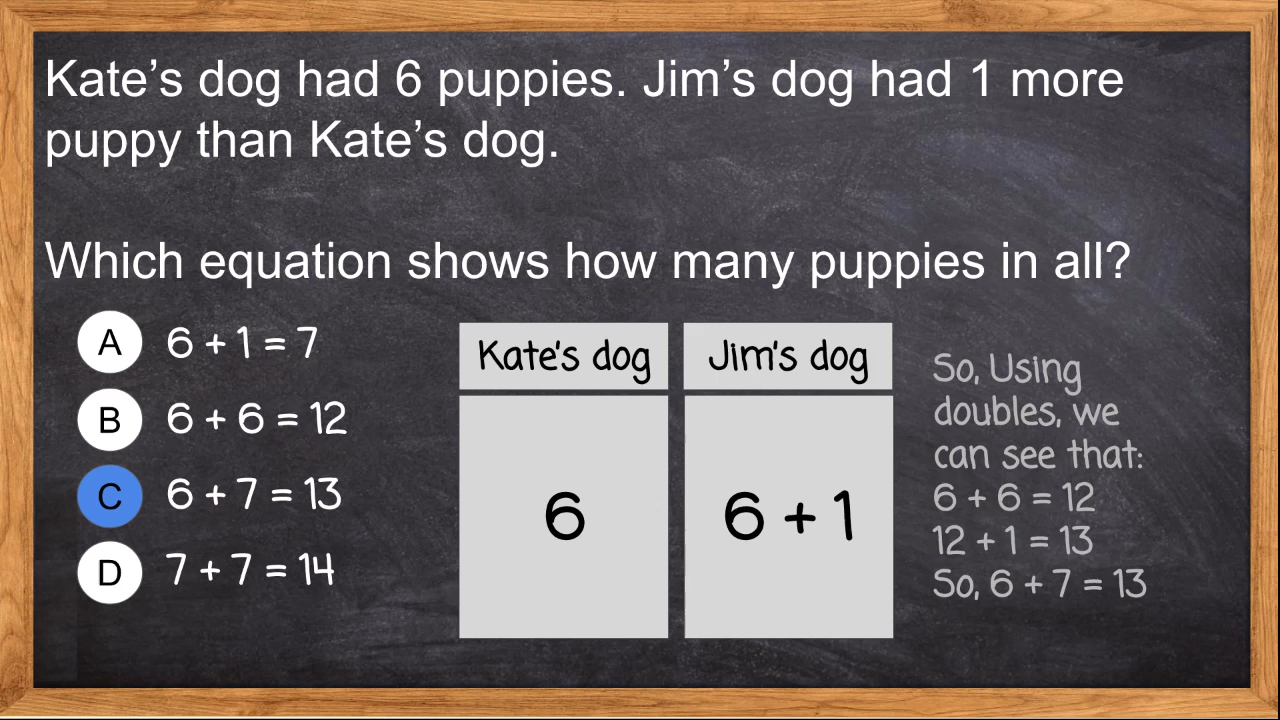 Kate’s dog had 6 puppies. Jim’s dog had 1 more
puppy than Kate’s dog.
Which equation shows how many puppies in all?
A 6 + 1 = 7
B 6 + 6 = 12
C 6 + 7 = 13
D 7 + 7 = 14
Kate's dog
6
Jim's dog
6 + 1
So, Using
doubles, we
can see that:
6 + 6 = 12
12 + 1 = 13
So, 6 + 7 = 13